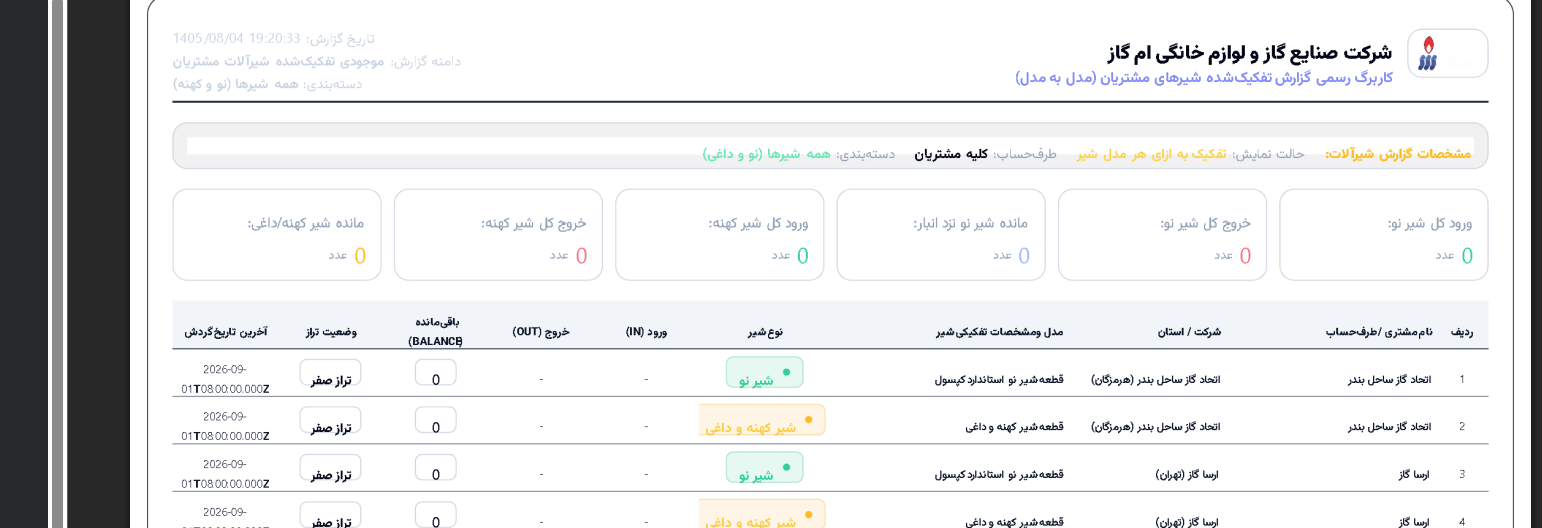 شرکت صنایع گاز و لوازم خانگی ام گاز
کاربرگ رسمی گزارش تفکیک‌شده شیرهای مشتریان (مدل به مدل)
تاریخ گزارش: 1405/08/04 19:20:33
دامنه گزارش: موجودی تفکیک‌شده شیرآلات مشتریان
دسته‌بندی: همه شیرها (نو و کهنه)
مشخصات گزارش شیرآلات: حالت نمایش: تفکیک به ازای هر مدل شیر طرف‌حساب: کلیه مشتریان دسته‌بندی: همه شیرها (نو و داغی)
ورود کل شیر نو: خروج کل شیر نو: مانده شیر نو نزد انبار: ورود کل شیر کهنه: خروج کل شیر کهنه: مانده شیر کهنه/داغی:
0 عدد 0 عدد 0 عدد 0 عدد 0 عدد 0 عدد
ردیف نام مشتری / طرف‌حساب شرکت / استان مدل ومشخصات تفکیکی شیر نوع شیر ورود (IN) خروج (OUT) باقی‌مانده (BALANCE) وضعیت تراز آخرین تاریخ گردش
1 اتحاد گاز ساحل بندر اتحاد گاز ساحل بندر (هرمزگان) قطعه شیر نو استاندارد کپسول شیر نو - - 0 تراز صفر 2026-09-01T08:00:00.000Z
2 اتحاد گاز ساحل بندر اتحاد گاز ساحل بندر (هرمزگان) قطعه شیر کهنه و داغی شیر کهنه و داغی - - 0 تراز صفر 2026-09-01T08:00:00.000Z
3 ارسا گاز ارسا گاز (تهران) قطعه شیر نو استاندارد کپسول شیر نو - - 0 تراز صفر 2026-09-01T08:00:00.000Z
4 ارسا گاز ارسا گاز (تهران) قطعه شیر کهنه و داغی شیر کهنه و داغی - - 0 تراز صفر 2026-09-01T08:00:00.000Z